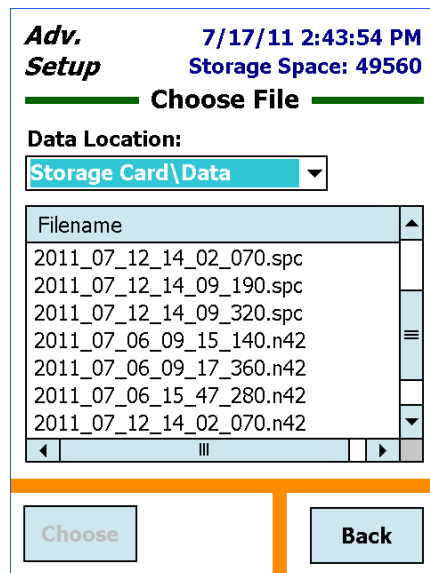 Adv. 7/17/11 2:43:54 PM
Setup Storage Space: 49560
Choose File
Data Location:
Storage Card\Data
Filename
2011_07_12_14_02_070.spc
2011_07_12_14_09_190.spc
2011_07_12_14_09_320.spc
2011_07_06_09_15_140.n42
2011_07_06_09_17_360.n42
2011_07_06_15_47_280.n42
2011_07_12_14_02_070.n42
Choose Back